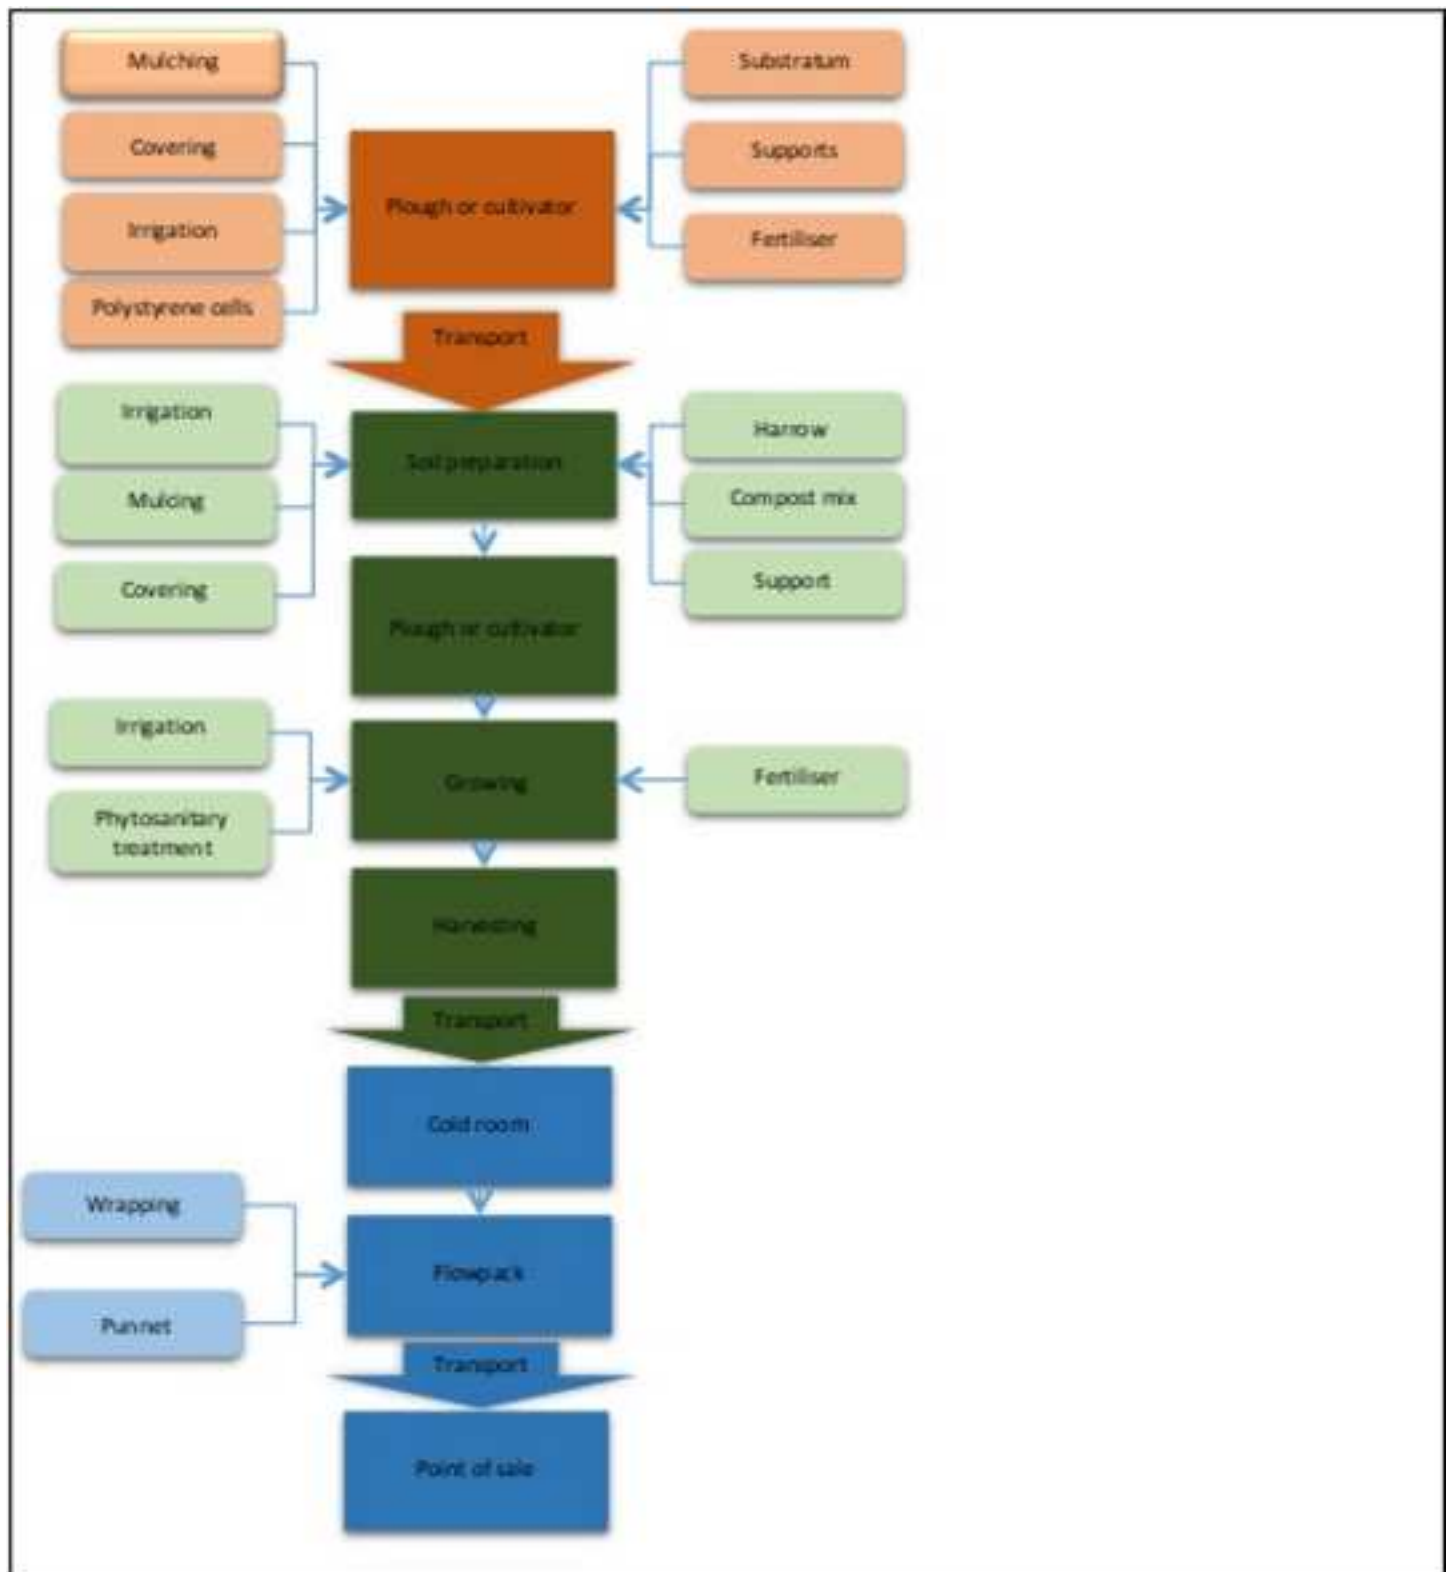 Mulching
Substratum
Covering
Supports
Plough or cultivator
Irrigation
Fertiliser
Polystyrene cells
Transport
Irrigation
Harrow
Soil preparation
Mulcing
Compost mix
Covering
Support
Plough or cultivator
Irrigation
Growing
Fertiliser
Phytosanitary
treatment
Harvesting
Transport
Cold room
Wrapping
Flowpack
Punnet
Transport
Point of sale